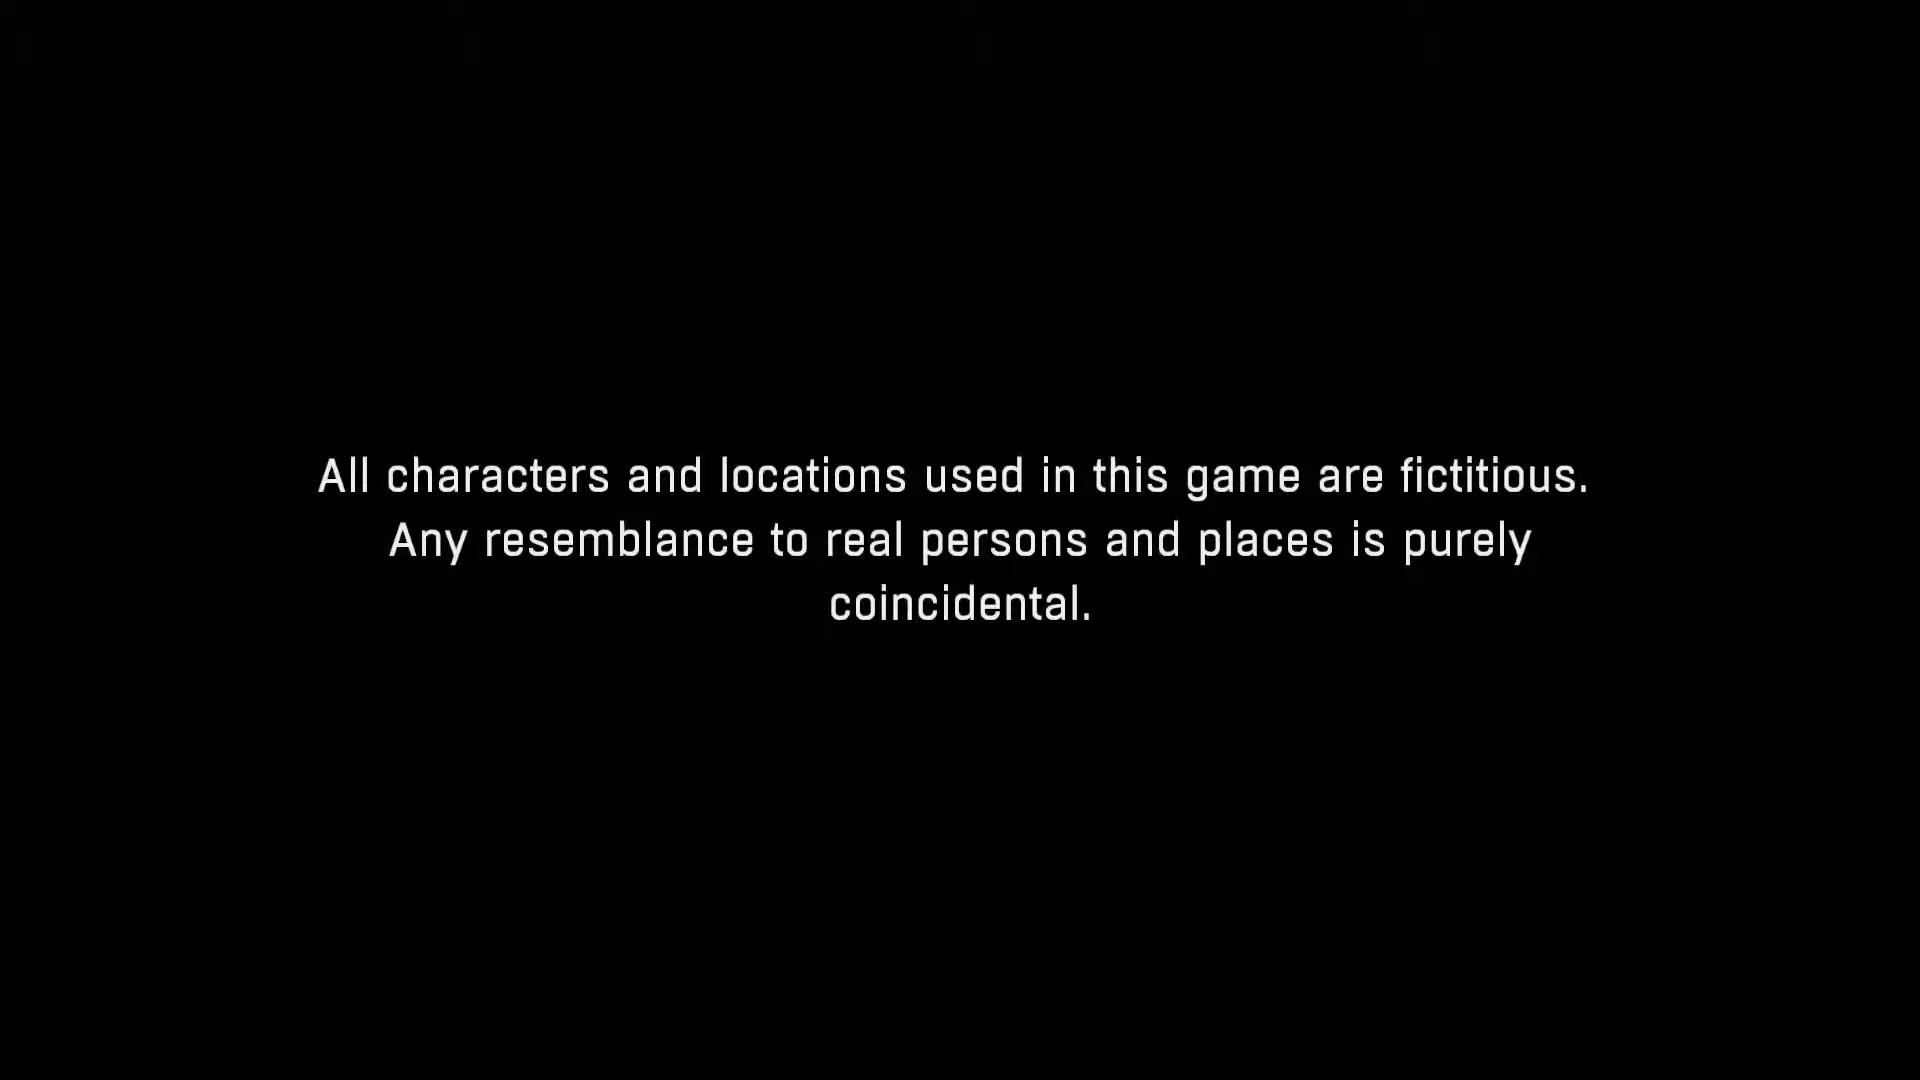 All characters and locations used in this game are fictitious.
Any resemblance to real persons and places is purely
coincidental.